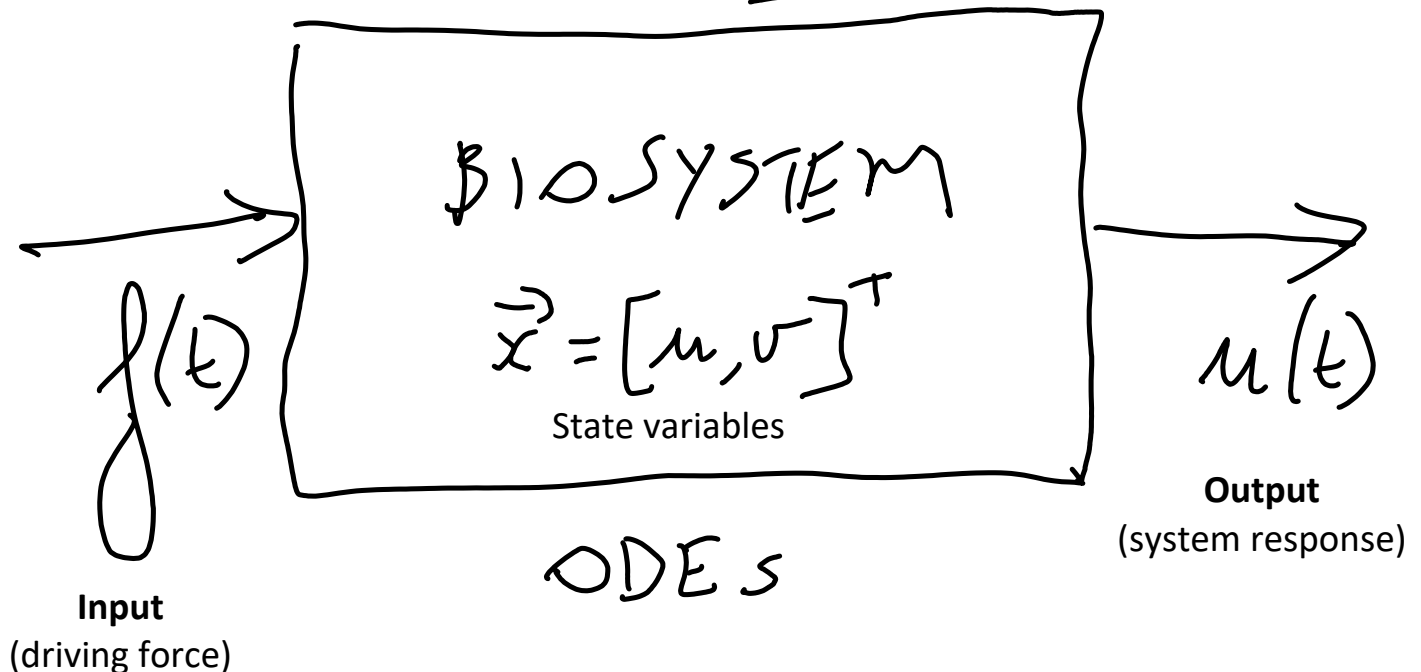 BIOSYSTEM
f(t)
x⃗ = [u, v]ᵀ
u(t)
State variables
Output
(system response)
ODEs
Input
(driving force)